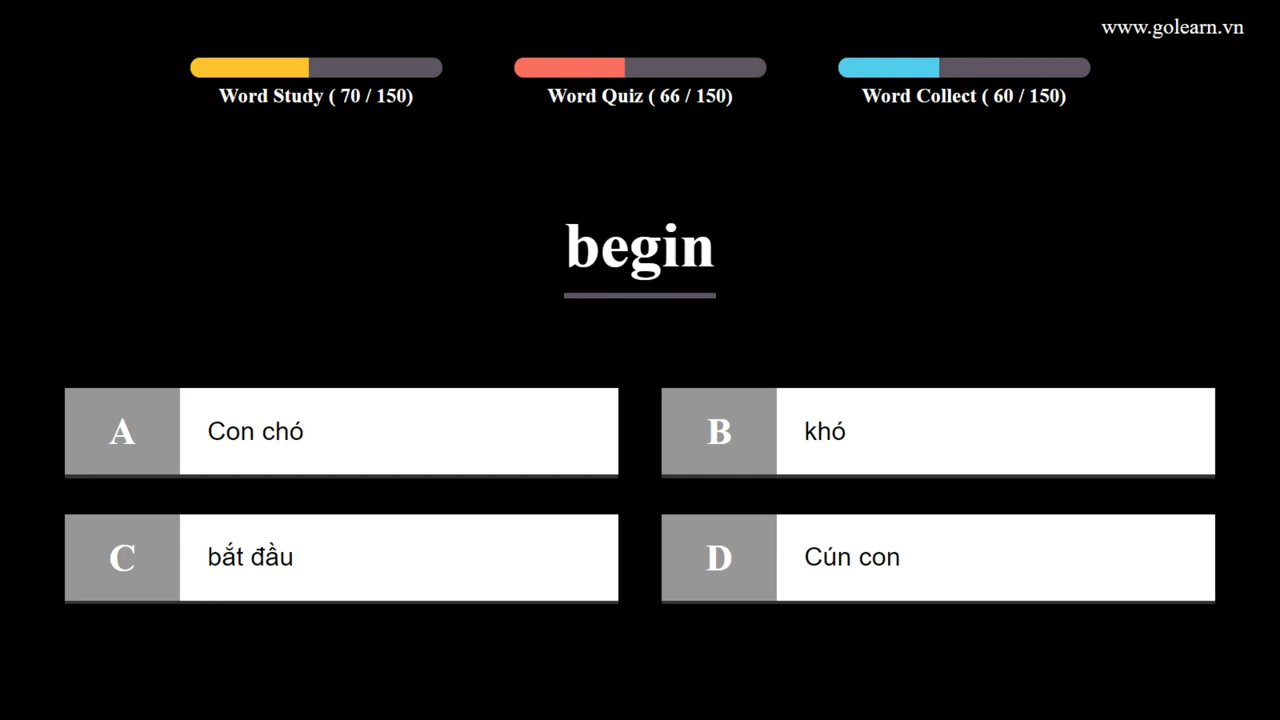 www.golearn.vn
Word Study ( 70 / 150)
Word Quiz ( 66 / 150)
Word Collect ( 60 / 150)
begin
A Con chó
B khó
C bắt đầu
D Cún con